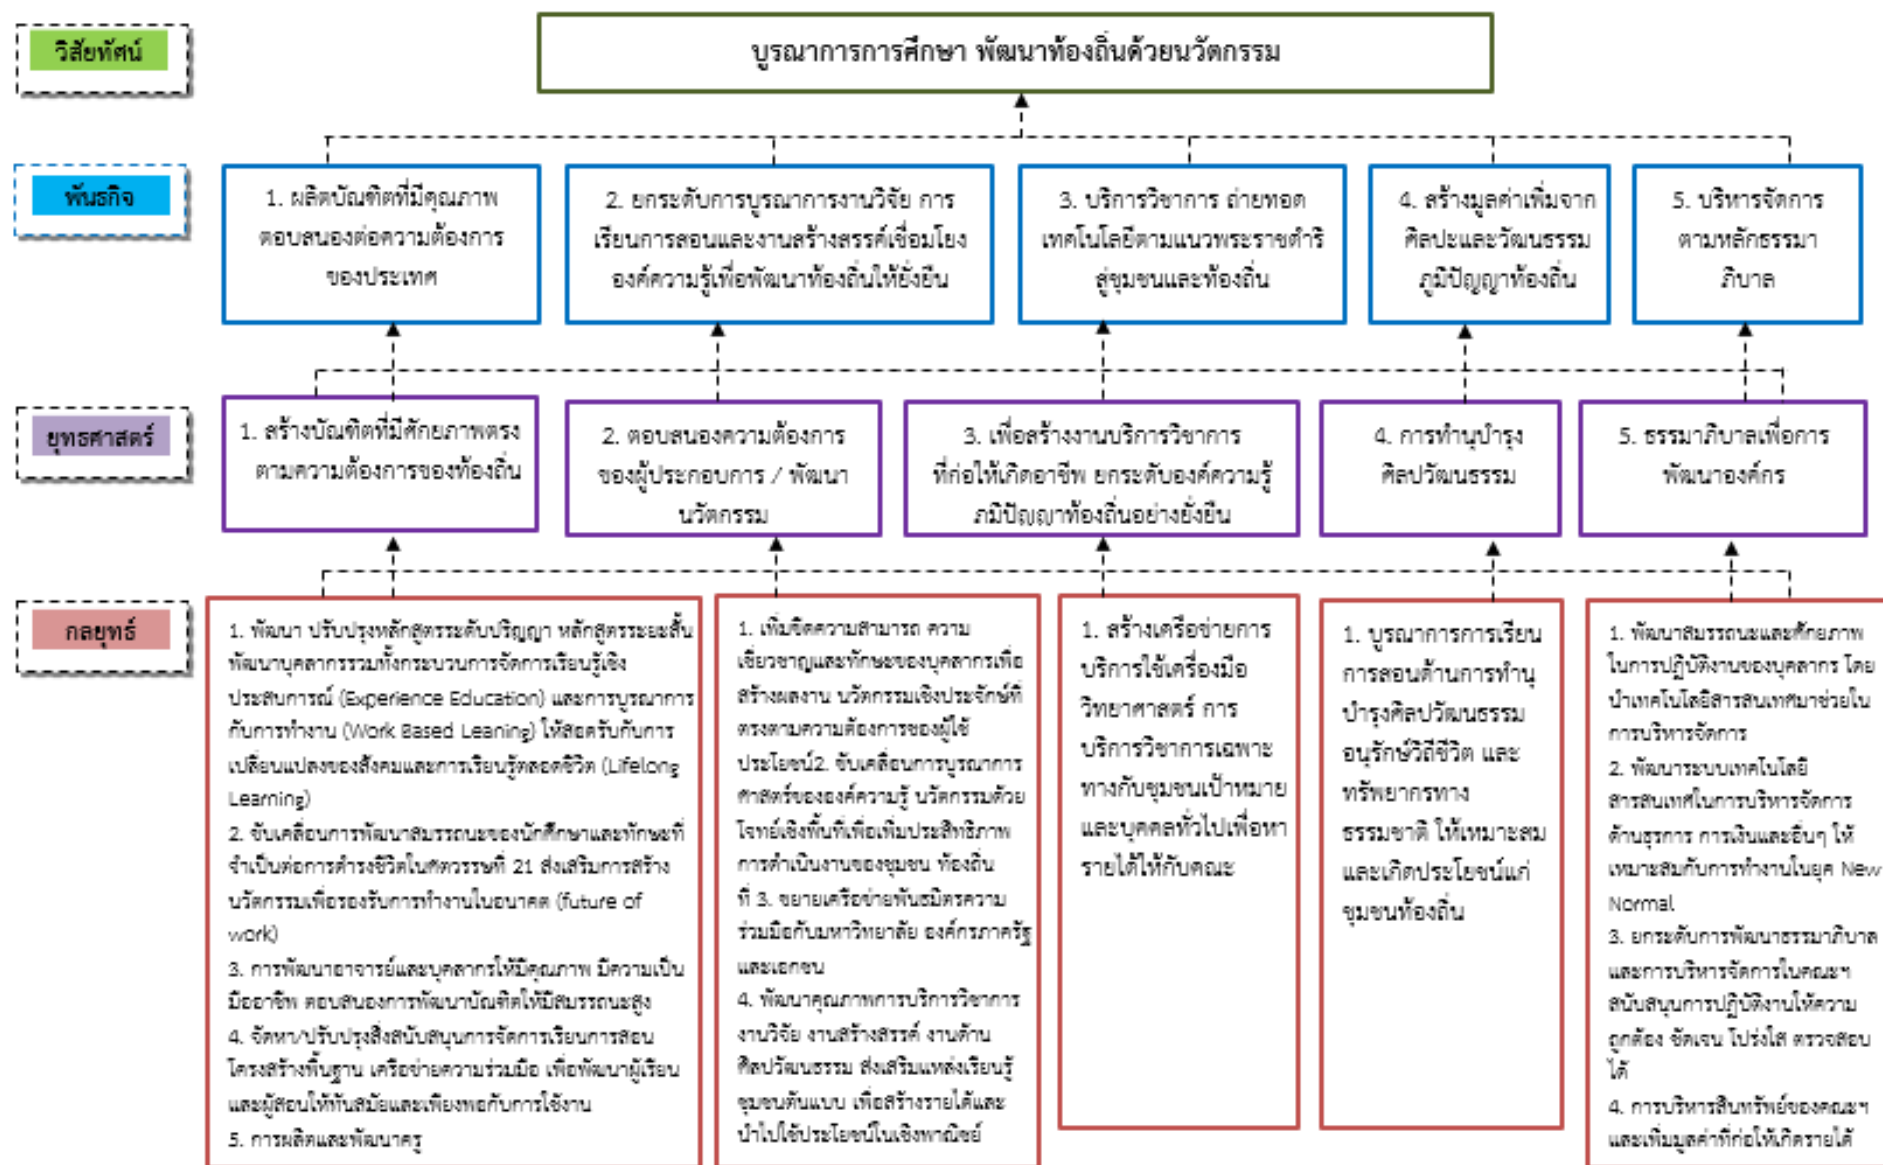 วิสัยทัศน์
บูรณาการการศึกษา พัฒนาท้องถิ่นด้วยนวัตกรรม
พันธกิจ
1. ผลิตบัณฑิตที่มีคุณภาพ
ตอบสนองต่อความต้องการ
ของประเทศ
2. ยกระดับการบูรณาการงานวิจัย การ
เรียนการสอนและงานสร้างสรรค์เชื่อมโยง
องค์ความรู้เพื่อพัฒนาท้องถิ่นให้ยั่งยืน
3. บริการวิชาการ ถ่ายทอด
เทคโนโลยีตามแนวพระราชดำริ
สู่ชุมชนและท้องถิ่น
4. สร้างมูลค่าเพิ่มจาก
ศิลปะและวัฒนธรรม
ภูมิปัญญาท้องถิ่น
5. บริหารจัดการ
ตามหลักธรรมา
ภิบาล
ยุทธศาสตร์
1. สร้างบัณฑิตที่มีศักยภาพตรง
ตามความต้องการของท้องถิ่น
2. ตอบสนองความต้องการ
ของผู้ประกอบการ / พัฒนา
นวัตกรรม
3. เพื่อสร้างงานบริการวิชาการ
ที่ก่อให้เกิดอาชีพ ยกระดับองค์ความรู้
ภูมิปัญญาท้องถิ่นอย่างยั่งยืน
4. การทำนุบำรุง
ศิลปวัฒนธรรม
5. ธรรมาภิบาลเพื่อการ
พัฒนาองค์กร
กลยุทธ์
1. พัฒนา ปรับปรุงหลักสูตรระดับปริญญา หลักสูตรระยะสั้น
พัฒนาบุคลากรรวมทั้งกระบวนการจัดการเรียนรู้เชิง
ประสบการณ์ (Experience Education) และการบูรณาการ
กับการทำงาน (Work Based Leaning) ให้สอดรับกับการ
เปลี่ยนแปลงของสังคมและการเรียนรู้ตลอดชีวิต (Lifelong
Learning)
2. ขับเคลื่อนการพัฒนาสมรรถนะของนักศึกษาและทักษะที่
จำเป็นต่อการดำรงชีวิตในศตวรรษที่ 21 ส่งเสริมการสร้าง
นวัตกรรมเพื่อรองรับการทำงานในอนาคต (future of
work)
3. การพัฒนาอาจารย์และบุคลากรให้มีคุณภาพ มีความเป็น
มืออาชีพ ตอบสนองการพัฒนาบัณฑิตให้มีสมรรถนะสูง
4. จัดหา/ปรับปรุงสิ่งสนับสนุนการจัดการเรียนการสอน
โครงสร้างพื้นฐาน เครือข่ายความร่วมมือ เพื่อพัฒนาผู้เรียน
และผู้สอนให้ทันสมัยและเพียงพอกับการใช้งาน
5. การผลิตและพัฒนาครู
1. เพิ่มขีดความสามารถ ความ
เชี่ยวชาญและทักษะของบุคลากรเพื่อ
สร้างผลงาน นวัตกรรมเชิงประจักษ์ที่
ตรงตามความต้องการของผู้ใช้
ประโยชน์2. ขับเคลื่อนการบูรณาการ
ศาสตร์ขององค์ความรู้ นวัตกรรมด้วย
โจทย์เชิงพื้นที่เพื่อเพิ่มประสิทธิภาพ
การดำเนินงานของชุมชน ท้องถิ่น
ที่ 3. ขยายเครือข่ายพันธมิตรความ
ร่วมมือกับมหาวิทยาลัย องค์กรภาครัฐ
และเอกชน
4. พัฒนาคุณภาพการบริการวิชาการ
งานวิจัย งานสร้างสรรค์ งานด้าน
ศิลปวัฒนธรรม ส่งเสริมแหล่งเรียนรู้
ชุมชนต้นแบบ เพื่อสร้างรายได้และ
นำไปใช้ประโยชน์ในเชิงพาณิชย์
1. สร้างเครือข่ายการ
บริการใช้เครื่องมือ
วิทยาศาสตร์ การ
บริการวิชาการเฉพาะ
ทางกับชุมชนเป้าหมาย
และบุคคลทั่วไปเพื่อหา
รายได้ให้กับคณะ
1. บูรณาการการเรียน
การสอนด้านการทำนุ
บำรุงศิลปวัฒนธรรม
อนุรักษ์วิถีชีวิต และ
ทรัพยากรทาง
ธรรมชาติ ให้เหมาะสม
และเกิดประโยชน์แก่
ชุมชนท้องถิ่น
1. พัฒนาสมรรถนะและศักยภาพ
ในการปฏิบัติงานของบุคลากร โดย
นำเทคโนโลยีสารสนเทศมาช่วยใน
การบริหารจัดการ
2. พัฒนาระบบเทคโนโลยี
สารสนเทศในการบริหารจัดการ
ด้านธุรการ การเงินและอื่นๆ ให้
เหมาะสมกับการทำงานในยุค New
Normal
3. ยกระดับการพัฒนาธรรมาภิบาล
และการบริหารจัดการในคณะฯ
สนับสนุนการปฏิบัติงานให้ความ
ถูกต้อง ชัดเจน โปร่งใส ตรวจสอบ
ได้
4. การบริหารสินทรัพย์ของคณะฯ
และเพิ่มมูลค่าที่ก่อให้เกิดรายได้